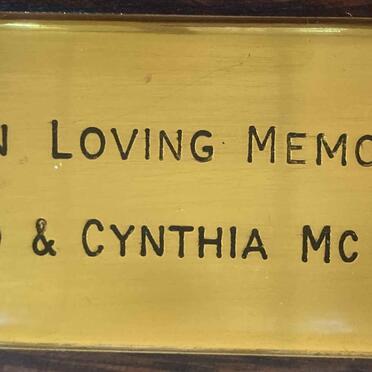 N LOVING MEMO
& CYNTHIA MC